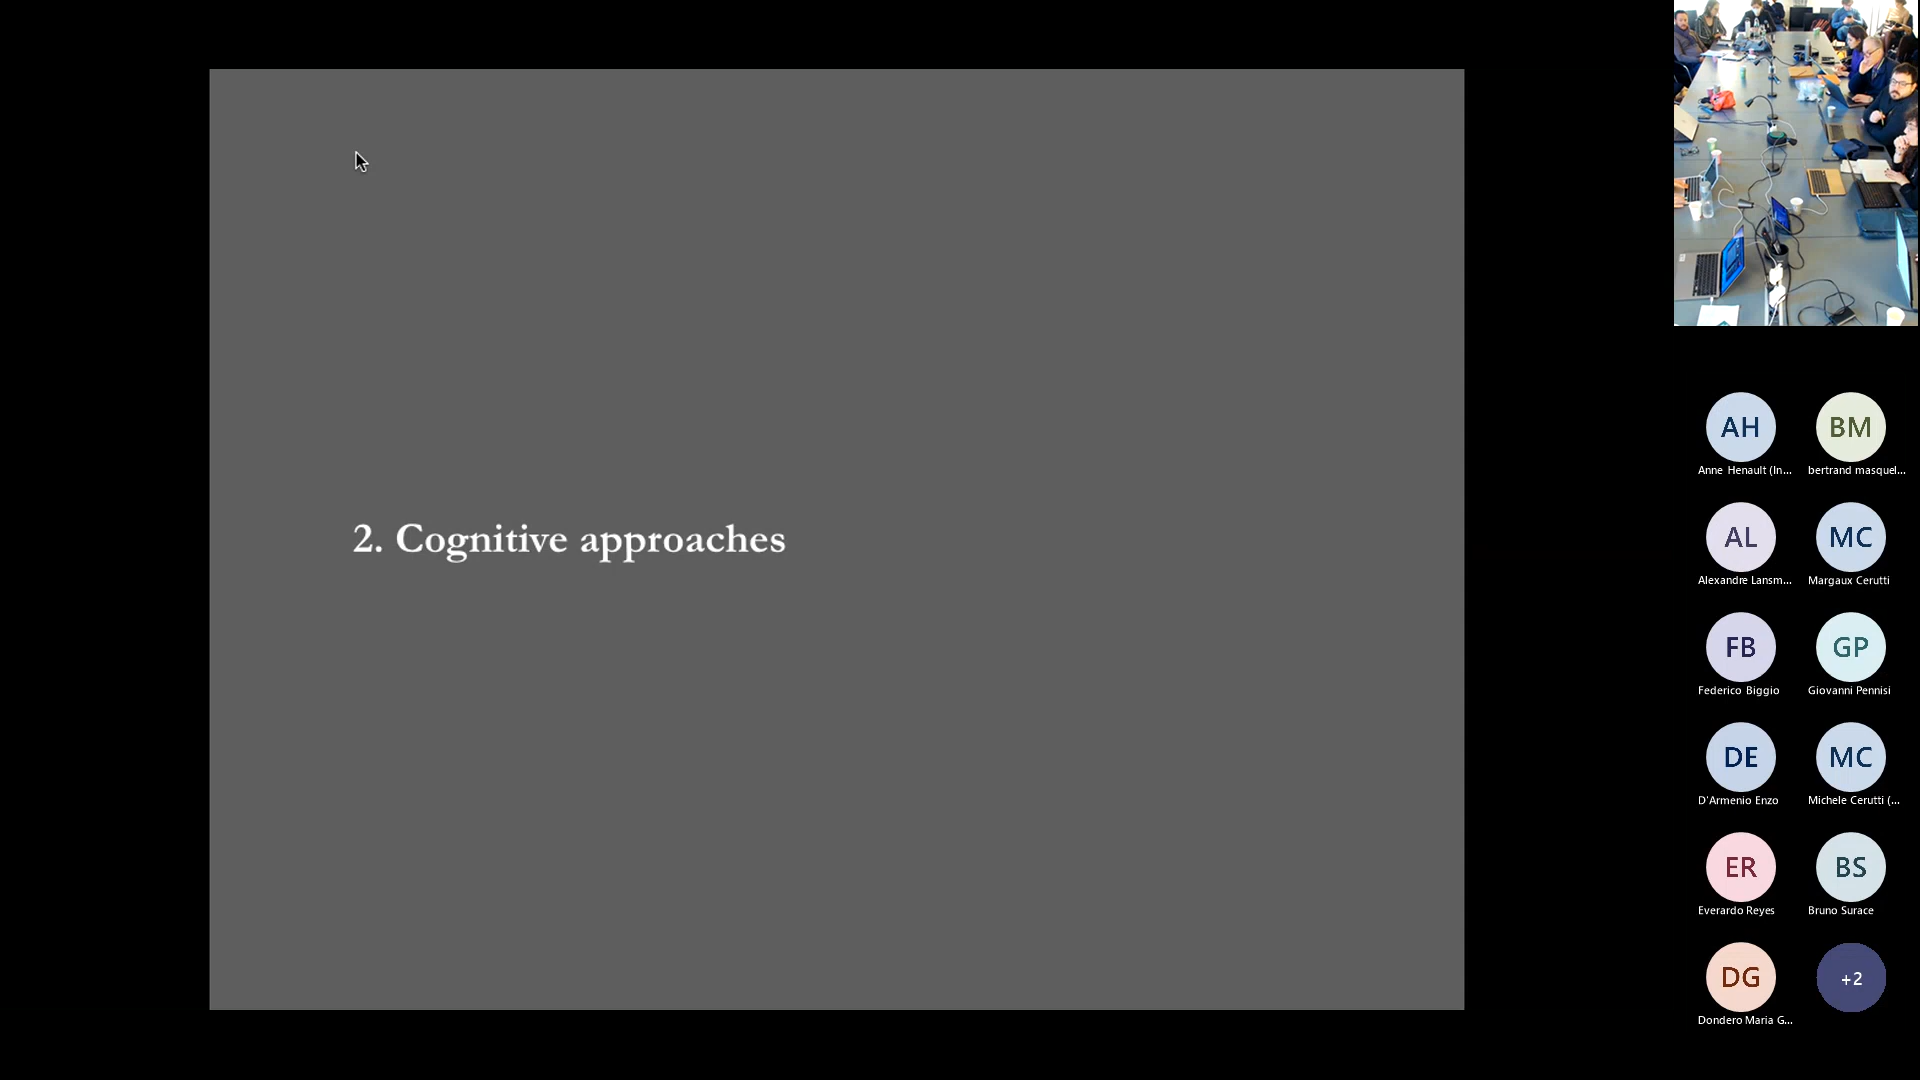 2. Cognitive approaches
AH
Anne Henault (In...
BM
bertrand masquel...
AL
Alexandre Lansm...
MC
Margaux Cerutti
FB
Federico Biggio
GP
Giovanni Pennisi
DE
D'Armenio Enzo
MC
Michele Cerutti (...
ER
Everardo Reyes
BS
Bruno Surace
DG
Dondero Maria G...
+2